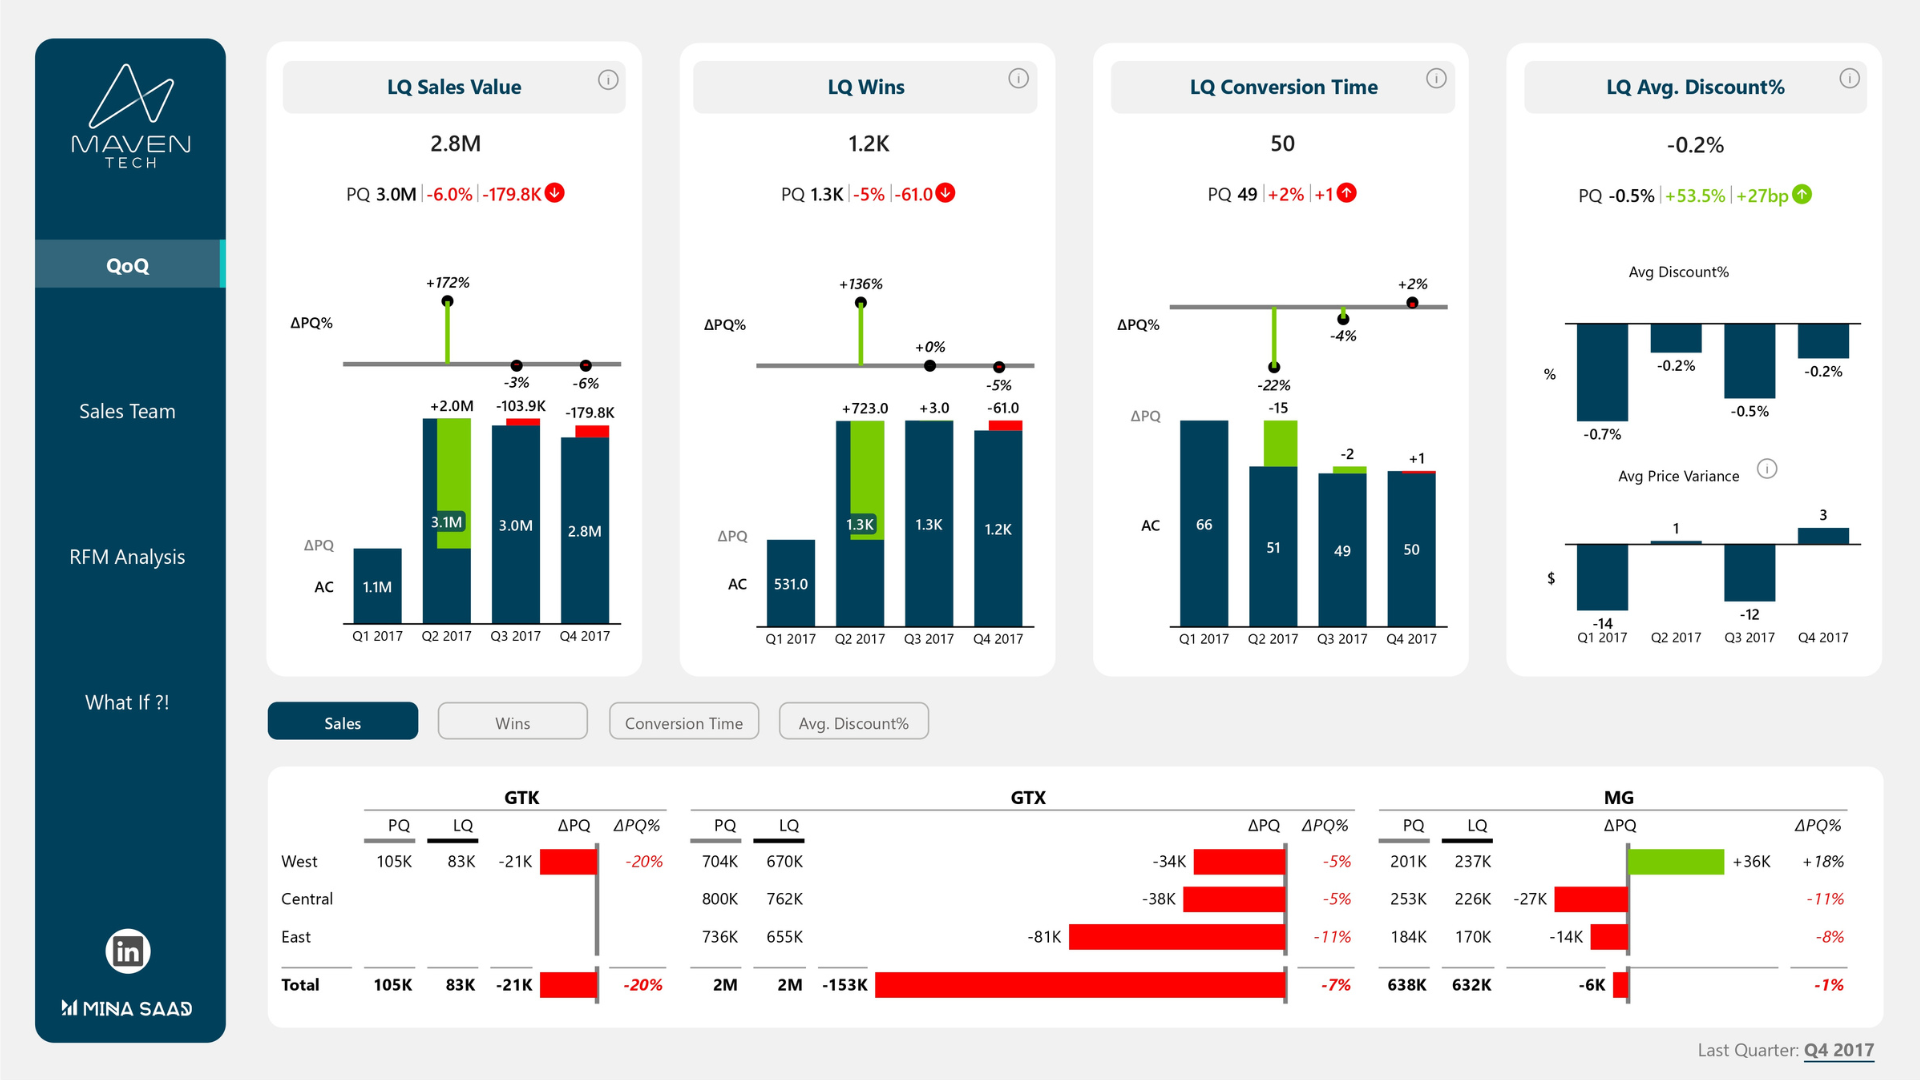 MAVEN
TECH
QoQ
Sales Team
RFM Analysis
What If ?!
in
MINA SAAD
LQ Sales Value
2.8M
PQ 3.0M -6.0% -179.8K
+172%
ΔPQ%
-3% -6%
+2.0M -103.9K -179.8K
3.1M 3.0M 2.8M
ΔPQ
AC 1.1M
Q1 2017 Q2 2017 Q3 2017 Q4 2017
LQ Wins
1.2K
PQ 1.3K -5% -61.0
+136%
ΔPQ%
+0%
-5%
+723.0 +3.0 -61.0
1.3K 1.3K 1.2K
ΔPQ
AC 531.0
Q1 2017 Q2 2017 Q3 2017 Q4 2017
LQ Conversion Time
50
PQ 49 +2% +1
+2%
ΔPQ%
-4%
-22%
ΔPQ -15
-2 +1
AC 66
51 49 50
Q1 2017 Q2 2017 Q3 2017 Q4 2017
LQ Avg. Discount%
-0.2%
PQ -0.5% +53.5% +27bp
Avg Discount%
%
-0.7% -0.2% -0.5% -0.2%
Avg Price Variance
1 3
$
-14 -12
Q1 2017 Q2 2017 Q3 2017 Q4 2017
Sales Wins Conversion Time Avg. Discount%
GTK GTX MG
PQ LQ ΔPQ ΔPQ% PQ LQ ΔPQ ΔPQ% PQ LQ ΔPQ ΔPQ%
West 105K 83K -21K -20% 704K 670K -34K -5% 201K 237K +36K +18%
Central 800K 762K -38K -5% 253K 226K -27K -11%
East 736K 655K -81K -11% 184K 170K -14K -8%
Total 105K 83K -21K -20% 2M 2M -153K -7% 638K 632K -6K -1%
Last Quarter: Q4 2017